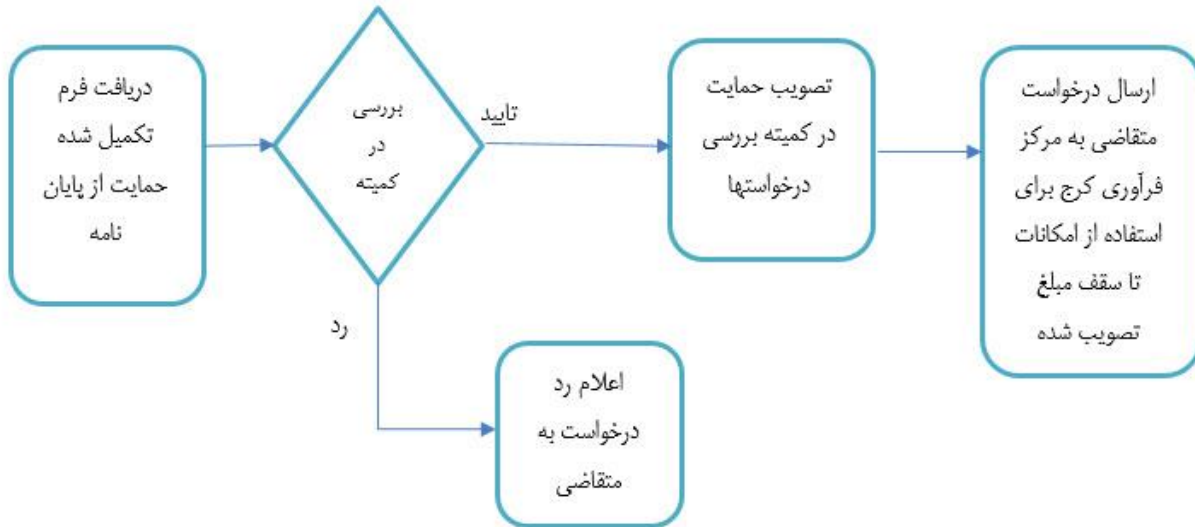 دریافت فرم
تکمیل شده
حمایت از پایان
نامه
بررسی
در
کمیته
تایید
تصویب حمایت
در کمیته بررسی
درخواستها
ارسال درخواست
متقاضی به مرکز
فرآوری کرج برای
استفاده از امکانات
تا سقف مبلغ
تصویب شده
رد
اعلام رد
درخواست به
متقاضی